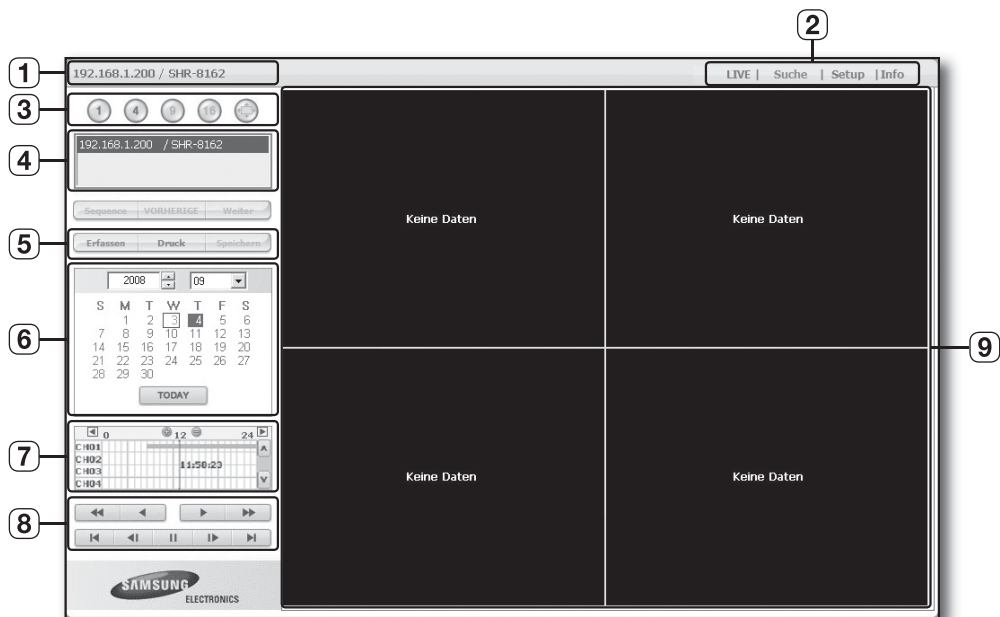 2
1
192.168.1.200 / SHR-8162
LIVE | Suche | Setup | Info
3
1 4 9 16
4
192.168.1.200 / SHR-8162
Sequence VORHERIGE Weiter
5
Erfassen Druck Speichern
6
2008 09
S M T W T F S
1 2 3 4 5 6
7 8 9 10 11 12 13
14 15 16 17 18 19 20
21 22 23 24 25 26 27
28 29 30
TODAY
7
0 12 24
CH01
CH02
CH03
CH04
11:50:23
8
SAMSUNG
ELECTRONICS
Keine Daten
Keine Daten
Keine Daten
Keine Daten
9